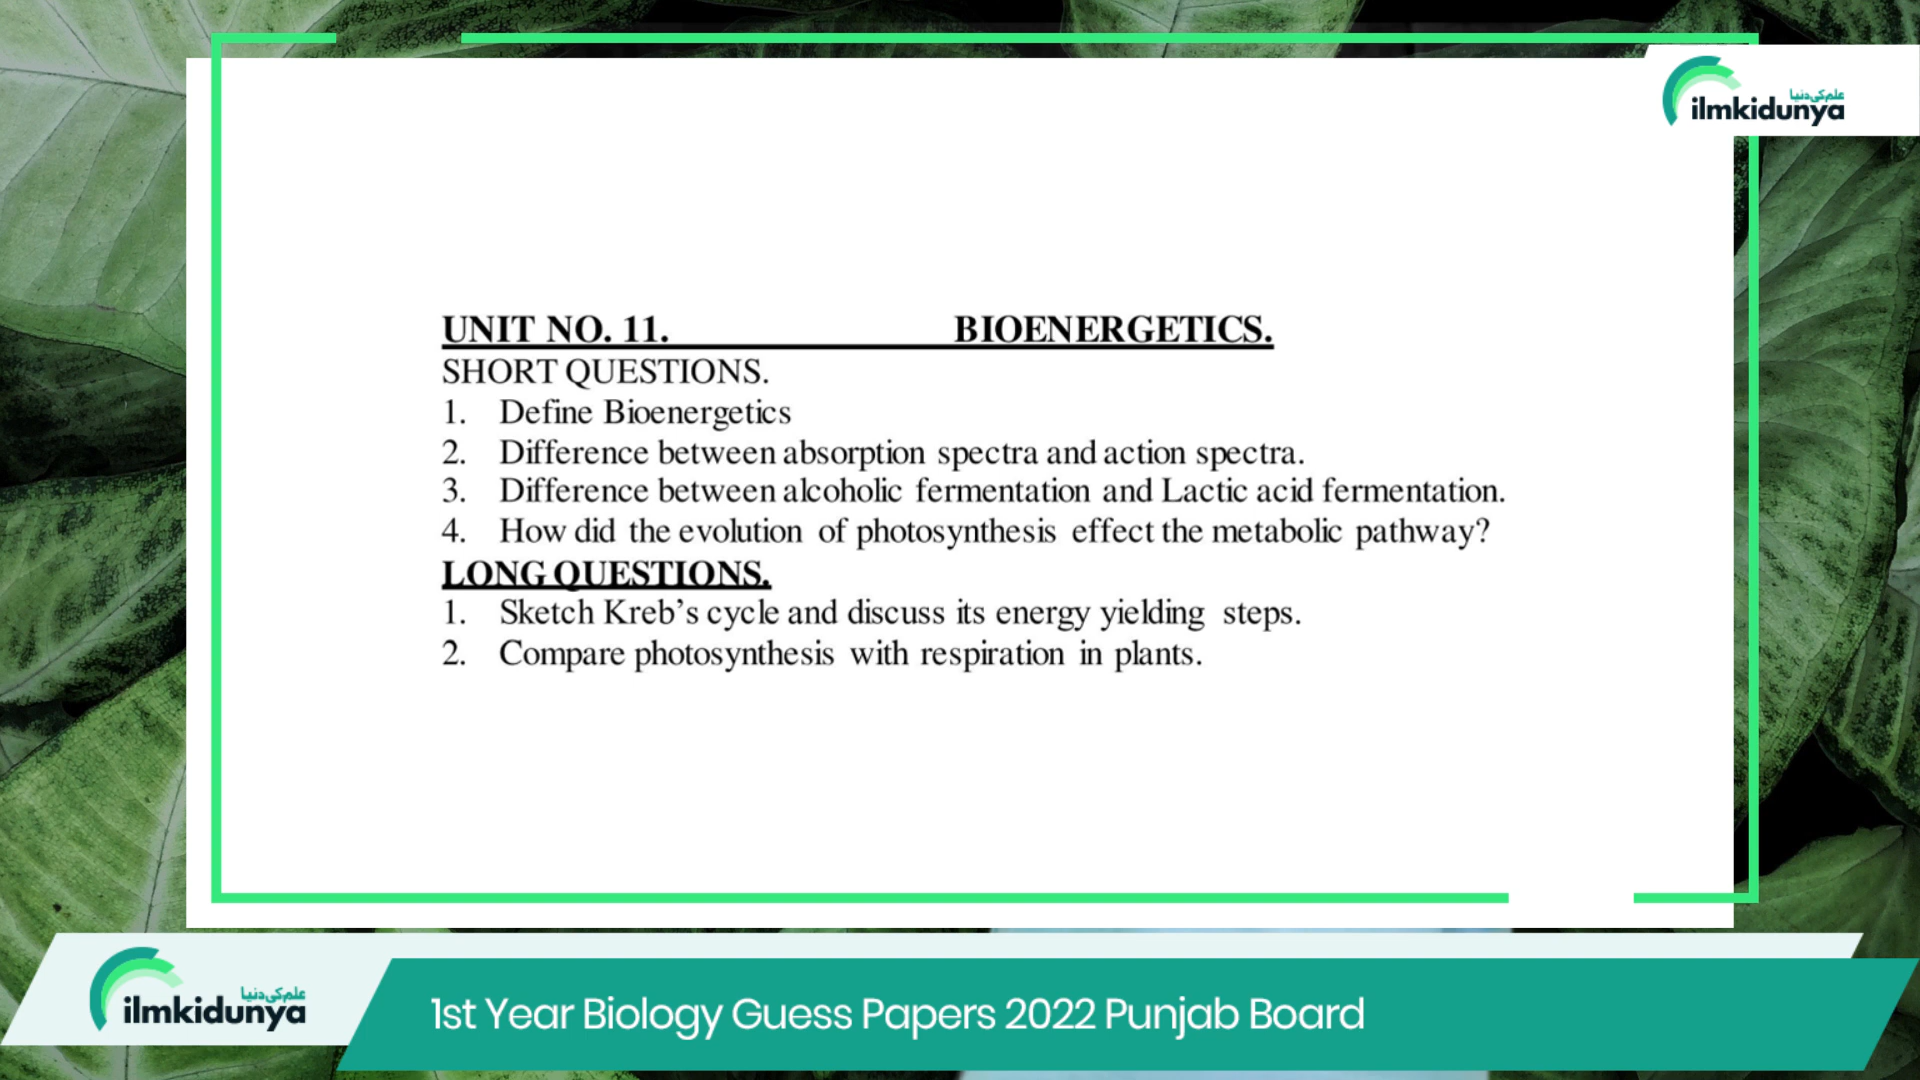 علم کی دنیا
ilmkidunya
UNIT NO. 11. BIOENERGETICS.
SHORT QUESTIONS.
1. Define Bioenergetics
2. Difference between absorption spectra and action spectra.
3. Difference between alcoholic fermentation and Lactic acid fermentation.
4. How did the evolution of photosynthesis effect the metabolic pathway?
LONG QUESTIONS.
1. Sketch Kreb’s cycle and discuss its energy yielding steps.
2. Compare photosynthesis with respiration in plants.
علم کی دنیا
ilmkidunya
1st Year Biology Guess Papers 2022 Punjab Board